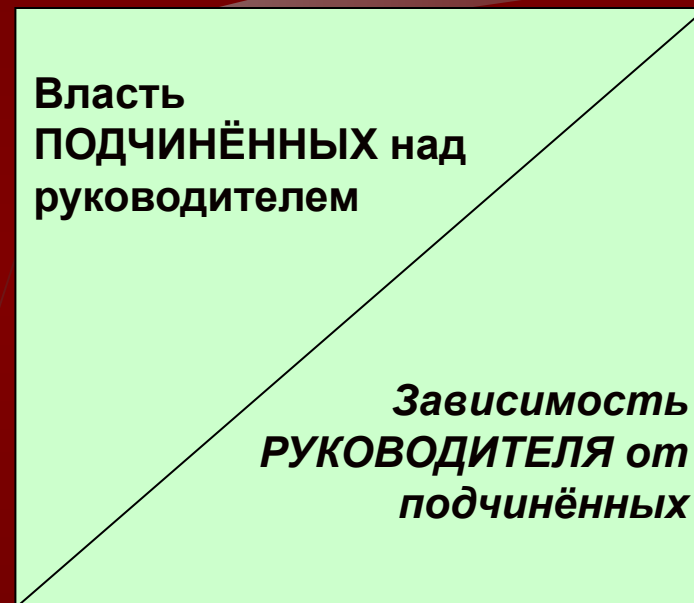 Власть
ПОДЧИНЁННЫХ над
руководителем
Зависимость
РУКОВОДИТЕЛЯ от
подчинённых